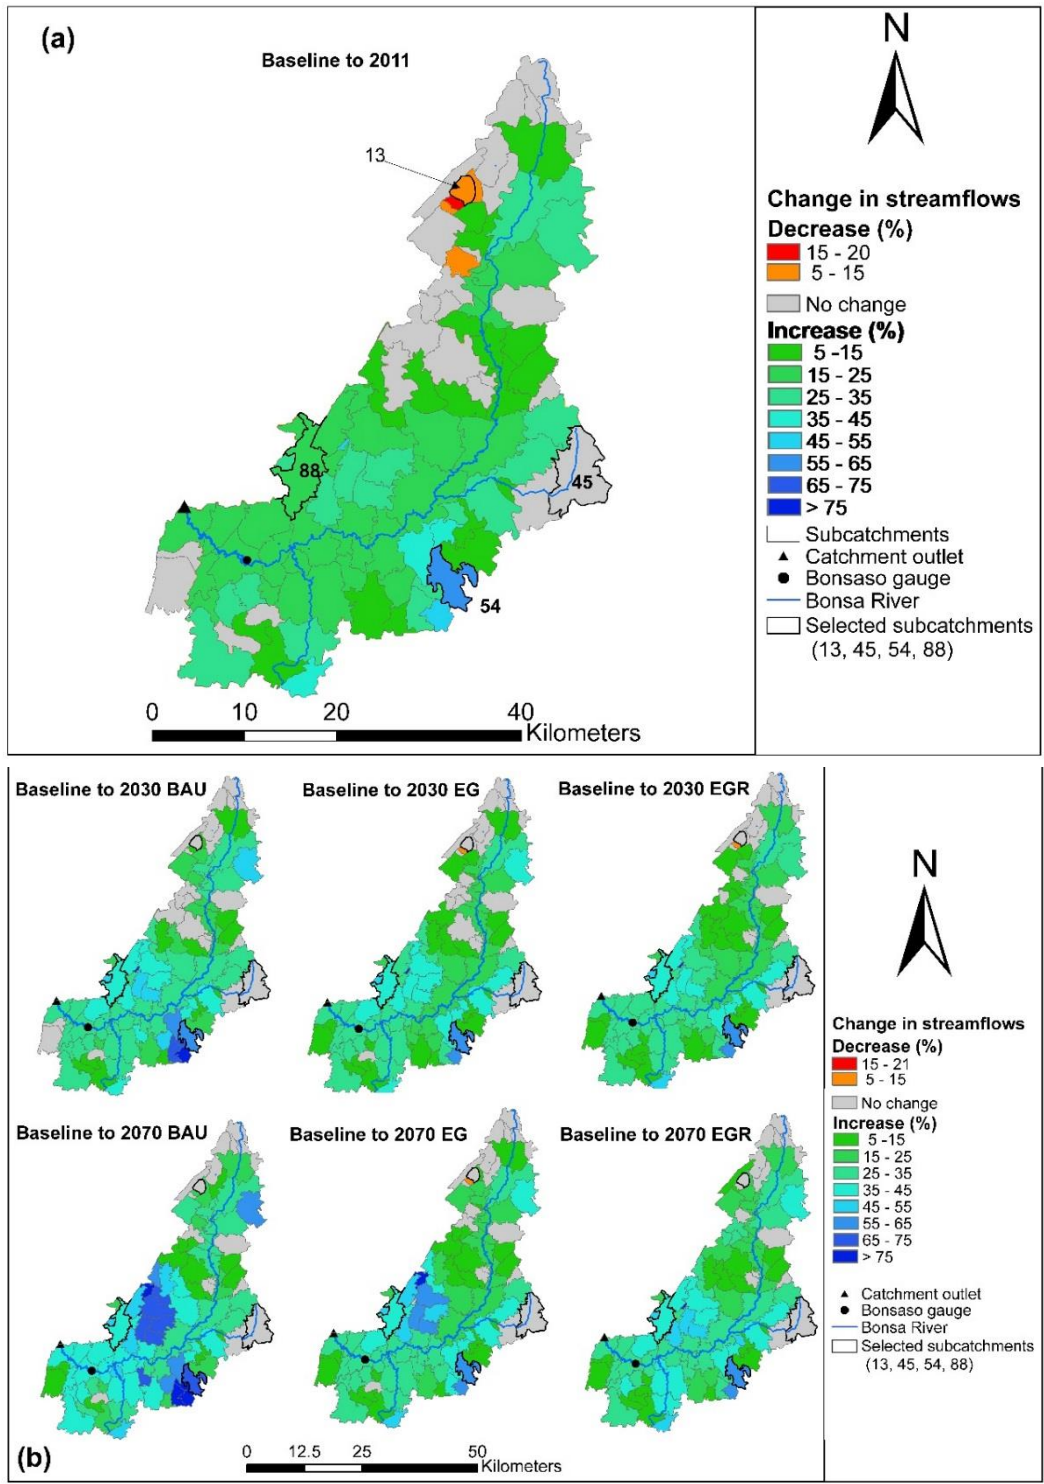 (a)
Baseline to 2011
13
88
45
54
0 10 20 40
Kilometers
N
Change in streamflows
Decrease (%)
15 - 20
5 - 15
No change
Increase (%)
5 -15
15 - 25
25 - 35
35 - 45
45 - 55
55 - 65
65 - 75
> 75
Subcatchments
Catchment outlet
Bonsaso gauge
Bonsa River
Selected subcatchments
(13, 45, 54, 88)
Baseline to 2030 BAU
Baseline to 2030 EG
Baseline to 2030 EGR
Baseline to 2070 BAU
Baseline to 2070 EG
Baseline to 2070 EGR
(b)
0 12.5 25 50
Kilometers
N
Change in streamflows
Decrease (%)
15 - 21
5 - 15
No change
Increase (%)
5 -15
15 - 25
25 - 35
35 - 45
45 - 55
55 - 65
65 - 75
> 75
Catchment outlet
Bonsaso gauge
Bonsa River
Selected subcatchments
(13, 45, 54, 88)